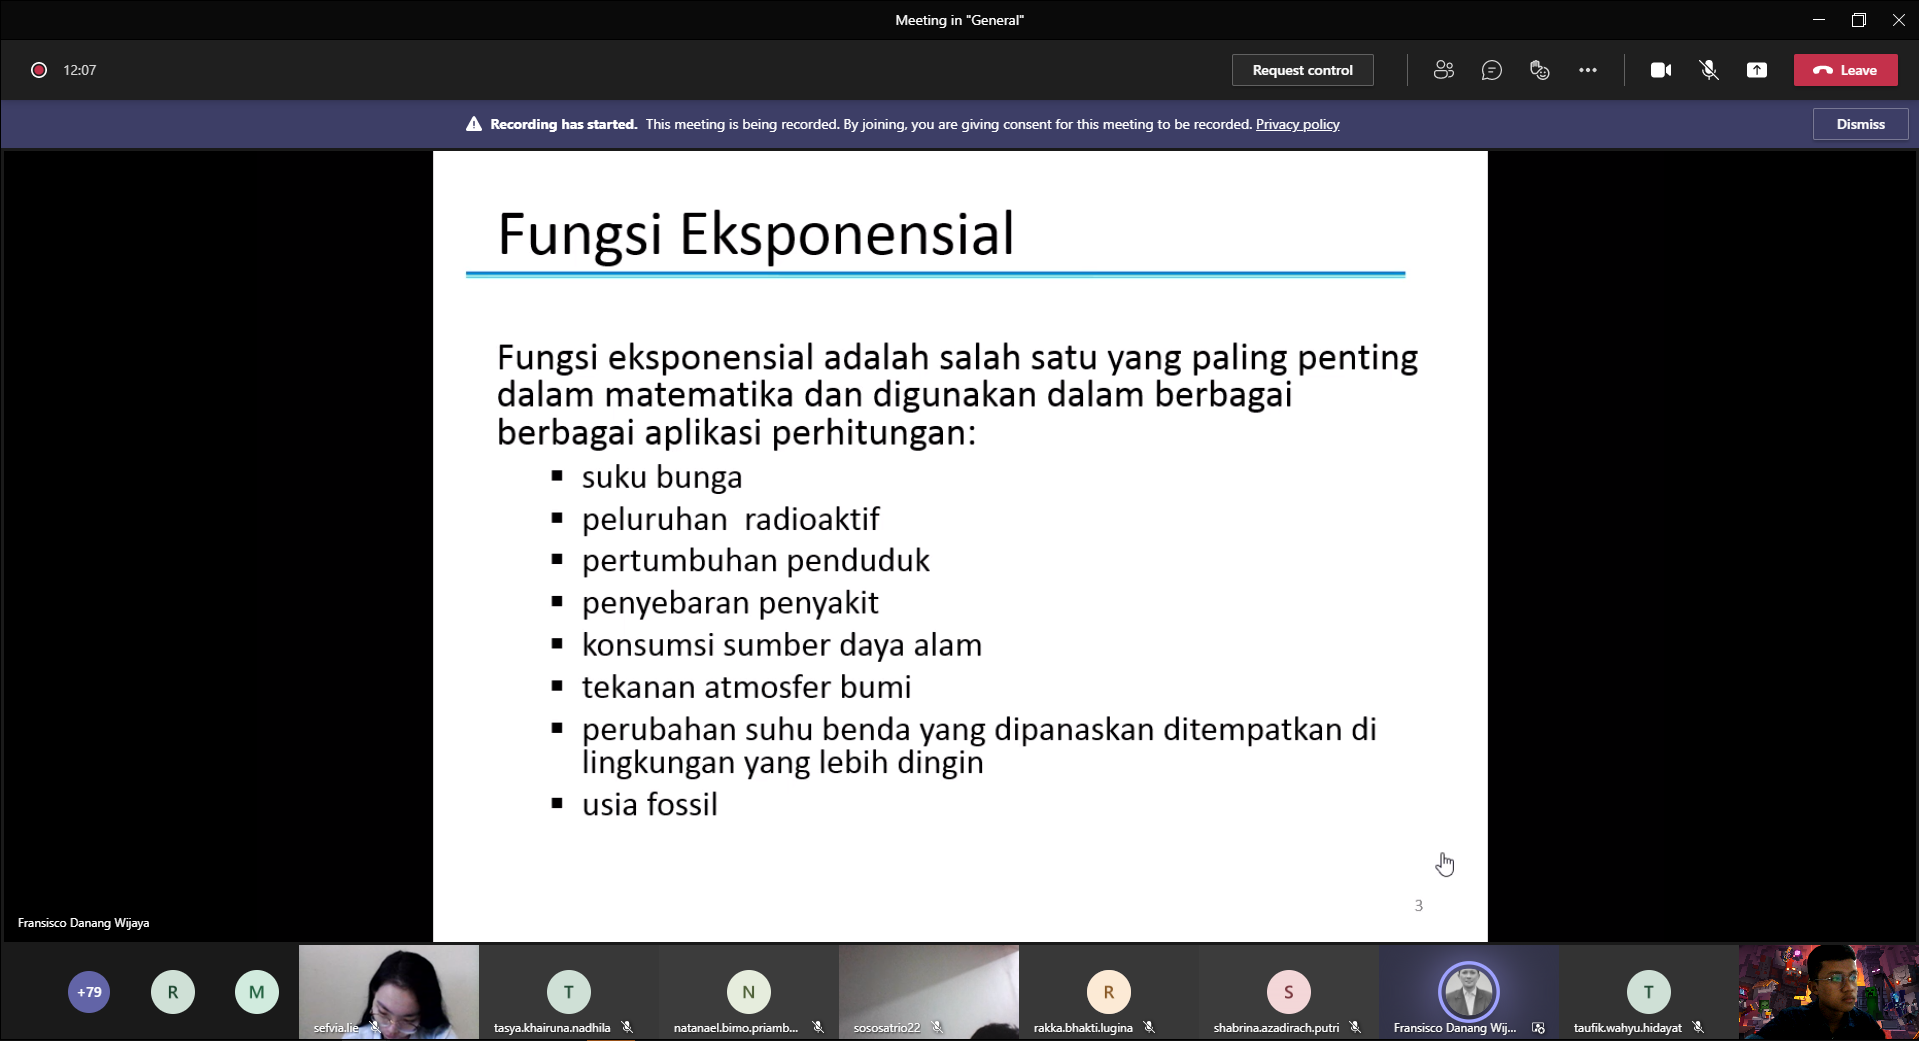 Meeting in "General"
12:07
Request control
Leave
Recording has started. This meeting is being recorded. By joining, you are giving consent for this meeting to be recorded. Privacy policy
Dismiss
Fungsi Eksponensial
Fungsi eksponensial adalah salah satu yang paling penting
dalam matematika dan digunakan dalam berbagai
berbagai aplikasi perhitungan:
▪ suku bunga
▪ peluruhan radioaktif
▪ pertumbuhan penduduk
▪ penyebaran penyakit
▪ konsumsi sumber daya alam
▪ tekanan atmosfer bumi
▪ perubahan suhu benda yang dipanaskan ditempatkan di
lingkungan yang lebih dingin
▪ usia fossil
3
Fransisco Danang Wijaya
+79
R
M
T
N
R
S
T
sefvia.lie
tasya.khairuna.nadhila
natanael.bimo.priamb...
sososatrio22
rakka.bhakti.lugina
shabrina.azadirach.putri
Fransisco Danang Wij...
taufik.wahyu.hidayat